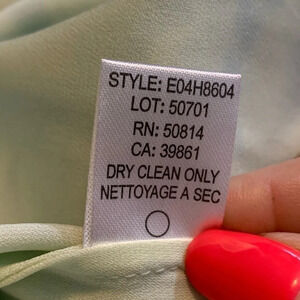 STYLE: E04H8604
LOT: 50701
RN: 50814
CA: 39861
DRY CLEAN ONLY
NETTOYAGE A SEC